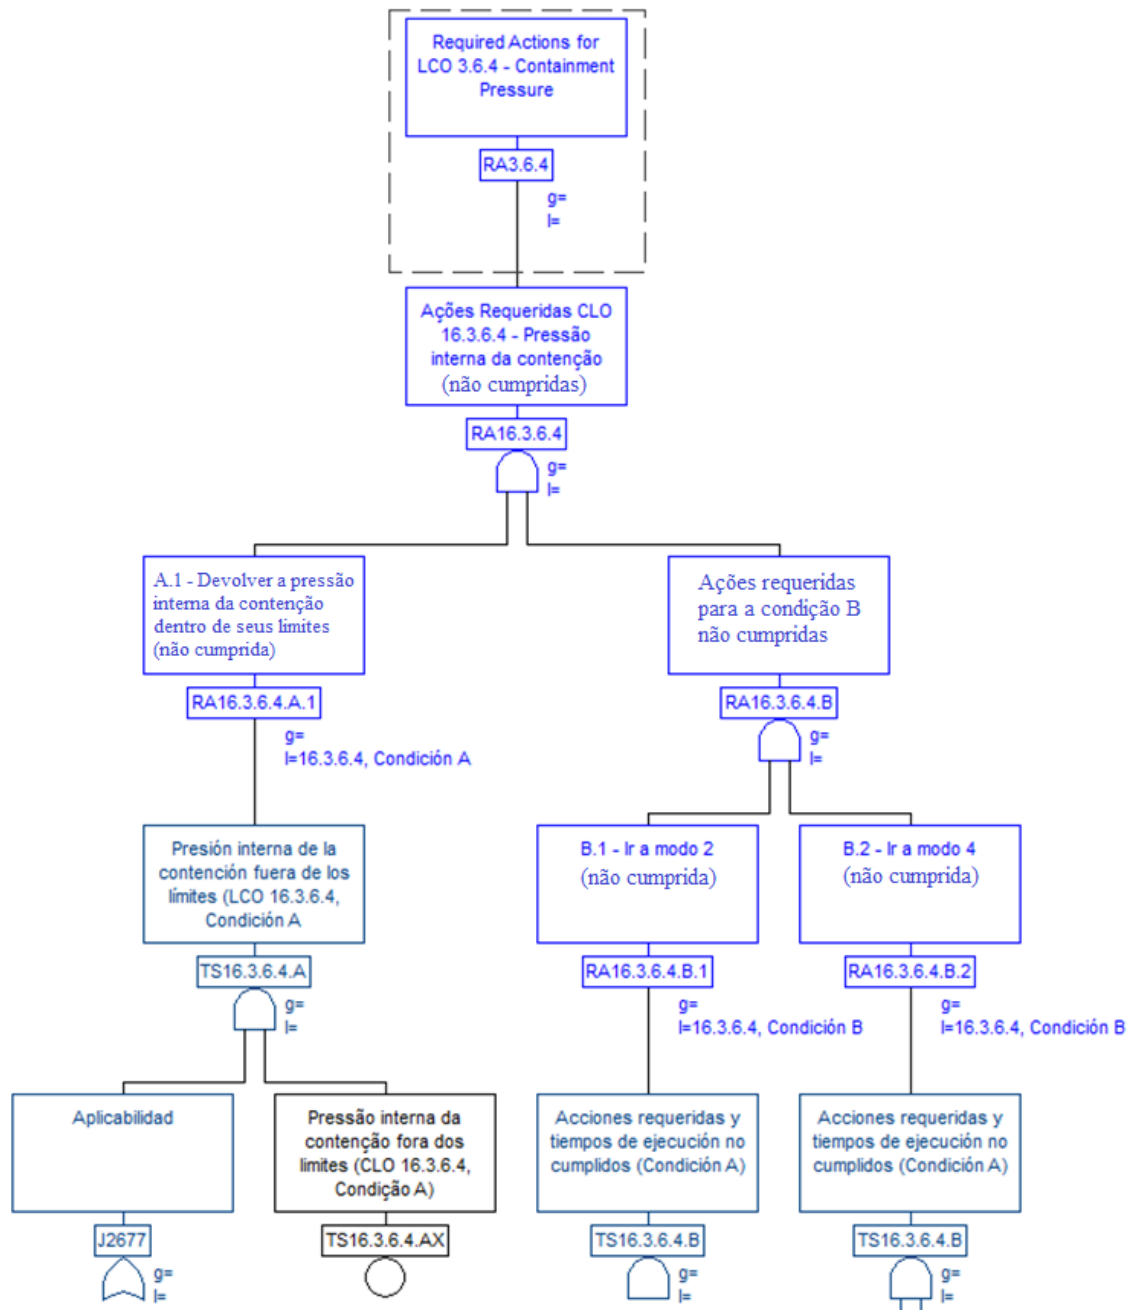 Required Actions for
LCO 3.6.4 - Containment
Pressure
RA3.6.4
g=
l=
Ações Requeridas CLO
16.3.6.4 - Pressão
interna da contenção
(não cumpridas)
RA16.3.6.4
g=
l=
A.1 - Devolver a pressão
interna da contenção
dentro de seus limites
(não cumprida)
RA16.3.6.4.A.1
g=
l=16.3.6.4, Condición A
Ações requeridas
para a condição B
não cumpridas
RA16.3.6.4.B
g=
l=
Presión interna de la
contención fuera de los
límites (LCO 16.3.6.4,
Condición A
TS16.3.6.4.A
g=
l=
B.1 - Ir a modo 2
(não cumprida)
RA16.3.6.4.B.1
g=
l=16.3.6.4, Condición B
B.2 - Ir a modo 4
(não cumprida)
RA16.3.6.4.B.2
g=
l=16.3.6.4, Condición B
Aplicabilidad
J2677
g=
l=
Pressão interna da
contenção fora dos
limites (CLO 16.3.6.4,
Condição A)
TS16.3.6.4.AX
Acciones requeridas y
tiempos de ejecución no
cumplidos (Condición A)
TS16.3.6.4.B
g=
l=
Acciones requeridas y
tiempos de ejecución no
cumplidos (Condición A)
TS16.3.6.4.B
g=
l=